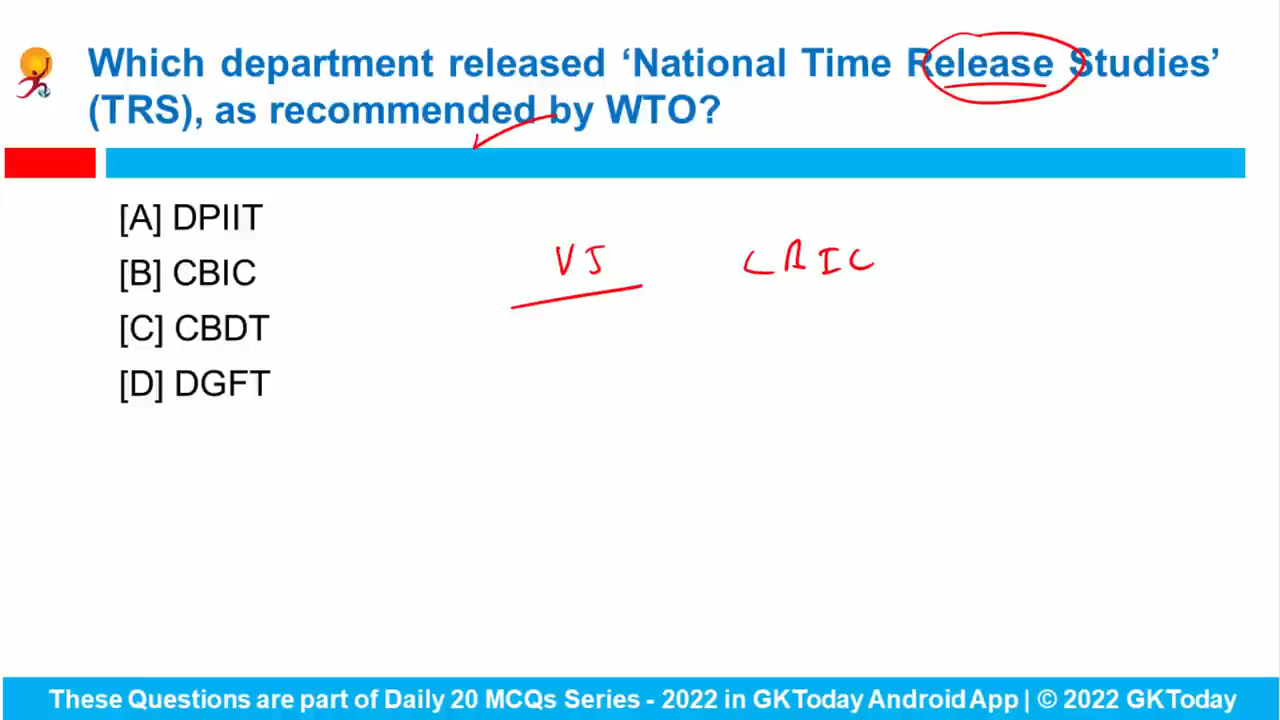 Which department released ‘National Time Release Studies’
(TRS), as recommended by WTO?
[A] DPIIT
[B] CBIC
[C] CBDT
[D] DGFT
VJ CBIC
These Questions are part of Daily 20 MCQs Series - 2022 in GKToday Android App | © 2022 GKToday